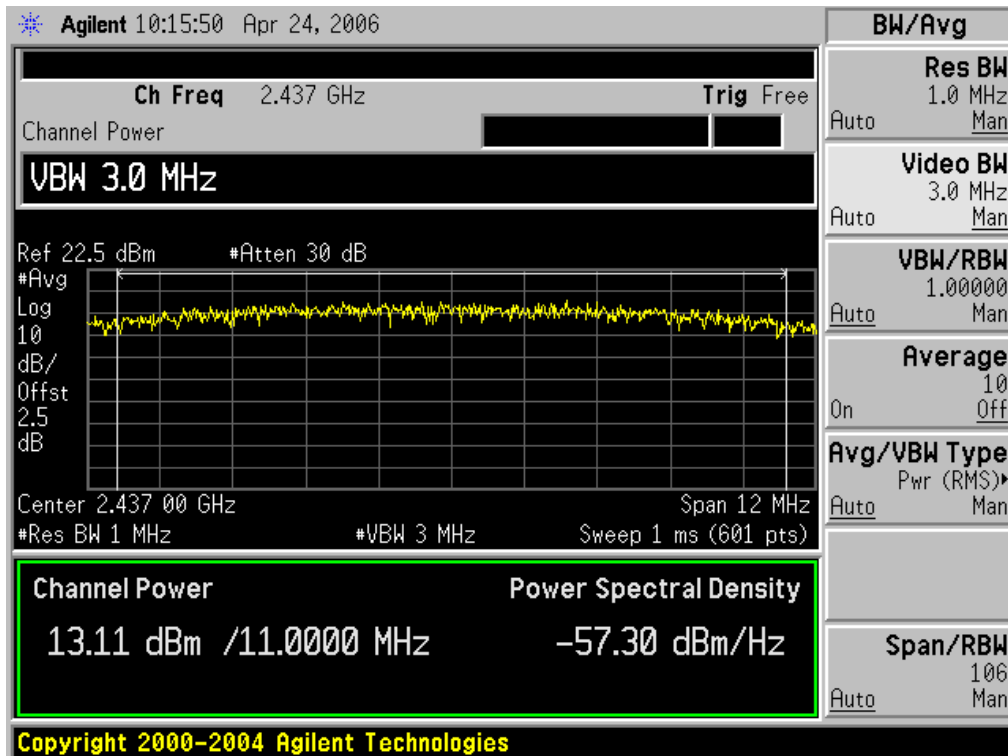 Agilent 10:15:50 Apr 24, 2006
BW/Avg
Ch Freq 2.437 GHz
Trig Free
Channel Power
VBW 3.0 MHz
Ref 22.5 dBm
#Atten 30 dB
#Avg
Log
10
dB/
Offst
2.5
dB
Center 2.437 00 GHz
Span 12 MHz
#Res BW 1 MHz
#VBW 3 MHz
Sweep 1 ms (601 pts)
Channel Power
Power Spectral Density
13.11 dBm /11.0000 MHz
-57.30 dBm/Hz
Res BW
1.0 MHz
Auto Man
Video BW
3.0 MHz
Auto Man
VBW/RBW
1.00000
Auto Man
Average
10
On Off
Avg/VBW Type
Pwr (RMS)▸
Auto Man
Span/RBW
106
Auto Man
Copyright 2000-2004 Agilent Technologies